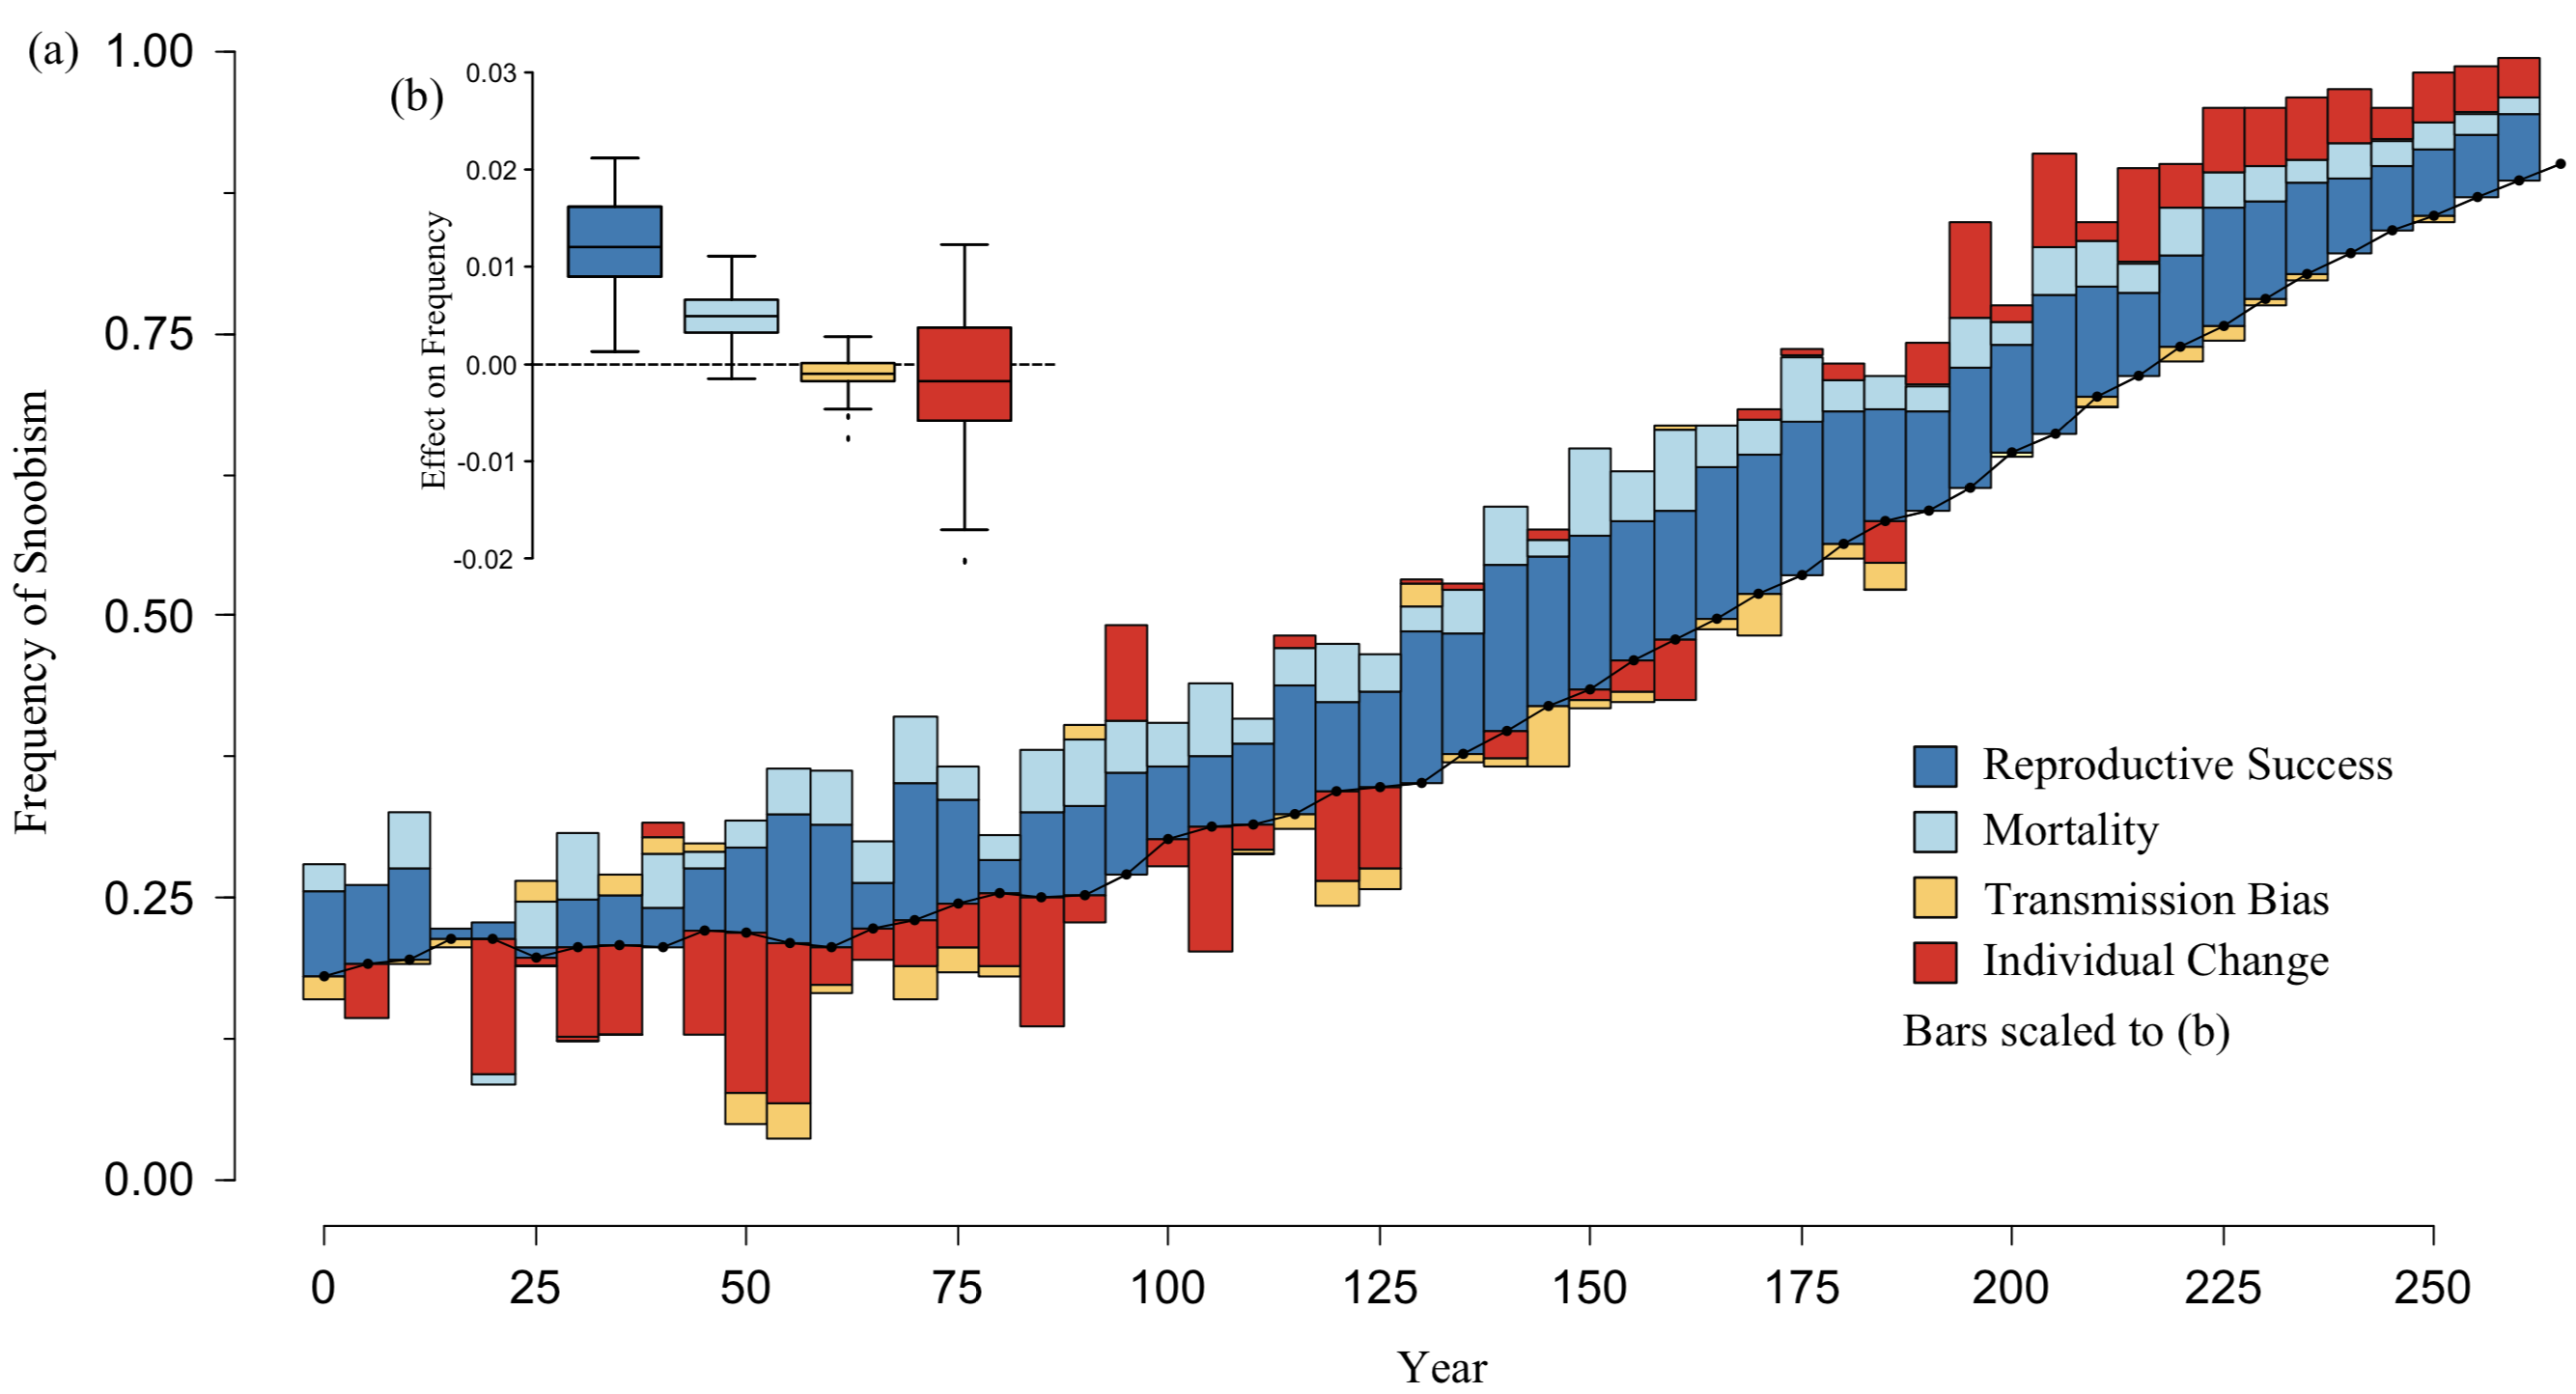 (a)
1.00
0.75
0.50
0.25
0.00
Frequency of Snoobism
(b)
0.03
0.02
0.01
0.00
-0.01
-0.02
Effect on Frequency
Reproductive Success
Mortality
Transmission Bias
Individual Change
Bars scaled to (b)
0 25 50 75 100 125 150 175 200 225 250
Year